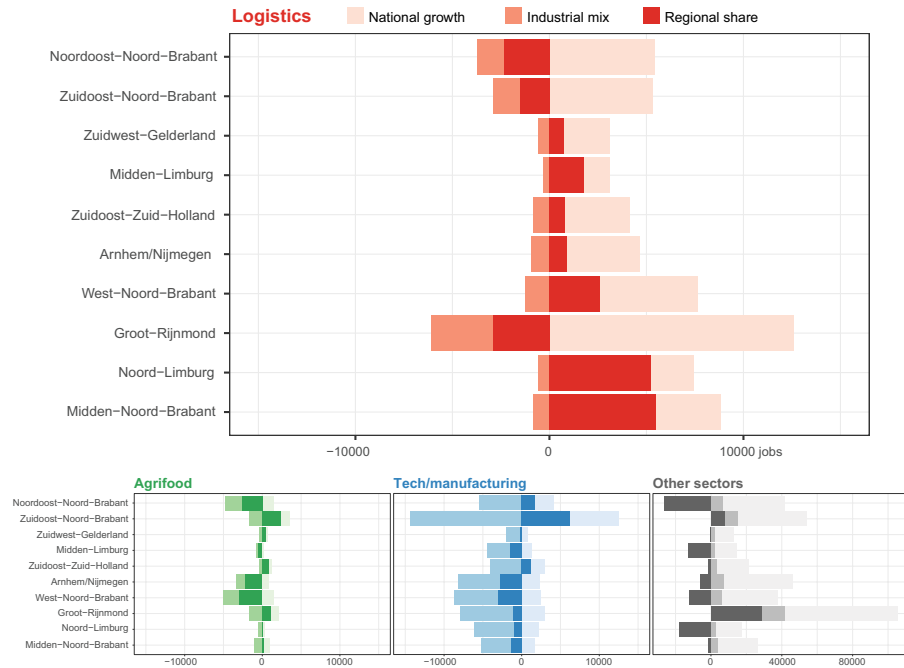 Logistics National growth Industrial mix Regional share
Noordoost−Noord−Brabant
Zuidoost−Noord−Brabant
Zuidwest−Gelderland
Midden−Limburg
Zuidoost−Zuid−Holland
Arnhem/Nijmegen
West−Noord−Brabant
Groot−Rijnmond
Noord−Limburg
Midden−Noord−Brabant
−10000 0 10000 jobs
Agrifood Tech/manufacturing Other sectors
Noordoost−Noord−Brabant
Zuidoost−Noord−Brabant
Zuidwest−Gelderland
Midden−Limburg
Zuidoost−Zuid−Holland
Arnhem/Nijmegen
West−Noord−Brabant
Groot−Rijnmond
Noord−Limburg
Midden−Noord−Brabant
−10000 0 10000 −10000 0 10000 0 40000 80000